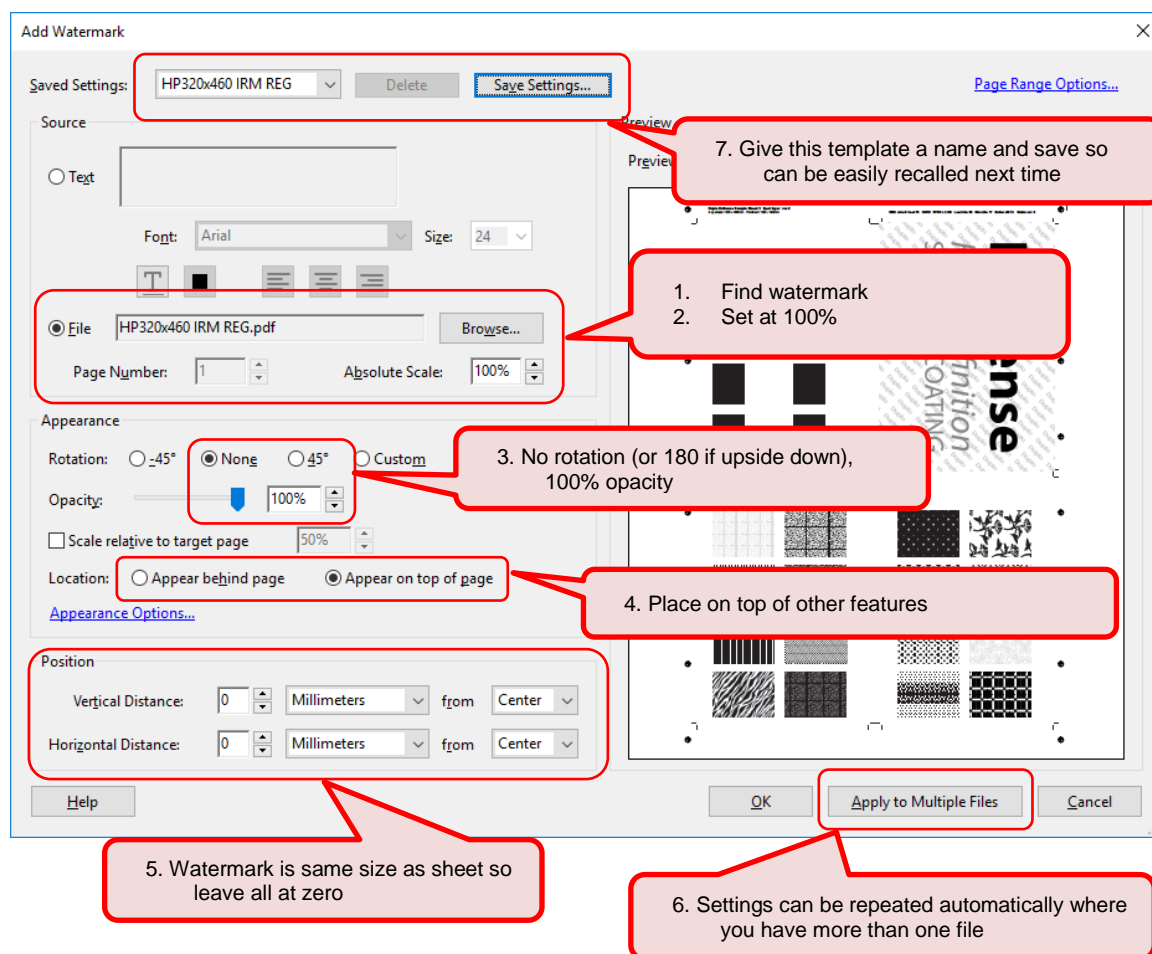 Add Watermark
Saved Settings: HP320x460 IRM REG Delete Save Settings... Page Range Options...
7. Give this template a name and save so
can be easily recalled next time
Source
Preview
Text
Font: Arial Size: 24
T
1. Find watermark
2. Set at 100%
File HP320x460 IRM REG.pdf Browse...
Page Number: 1 Absolute Scale: 100%
ense
finition
COATING
Appearance
Rotation: -45° None 45° Custom
3. No rotation (or 180 if upside down),
100% opacity
Opacity: 100%
Scale relative to target page 50%
Location: Appear behind page Appear on top of page
4. Place on top of other features
Appearance Options...
Position
Vertical Distance: 0 Millimeters from Center
Horizontal Distance: 0 Millimeters from Center
Help OK Apply to Multiple Files Cancel
5. Watermark is same size as sheet so
leave all at zero
6. Settings can be repeated automatically where
you have more than one file